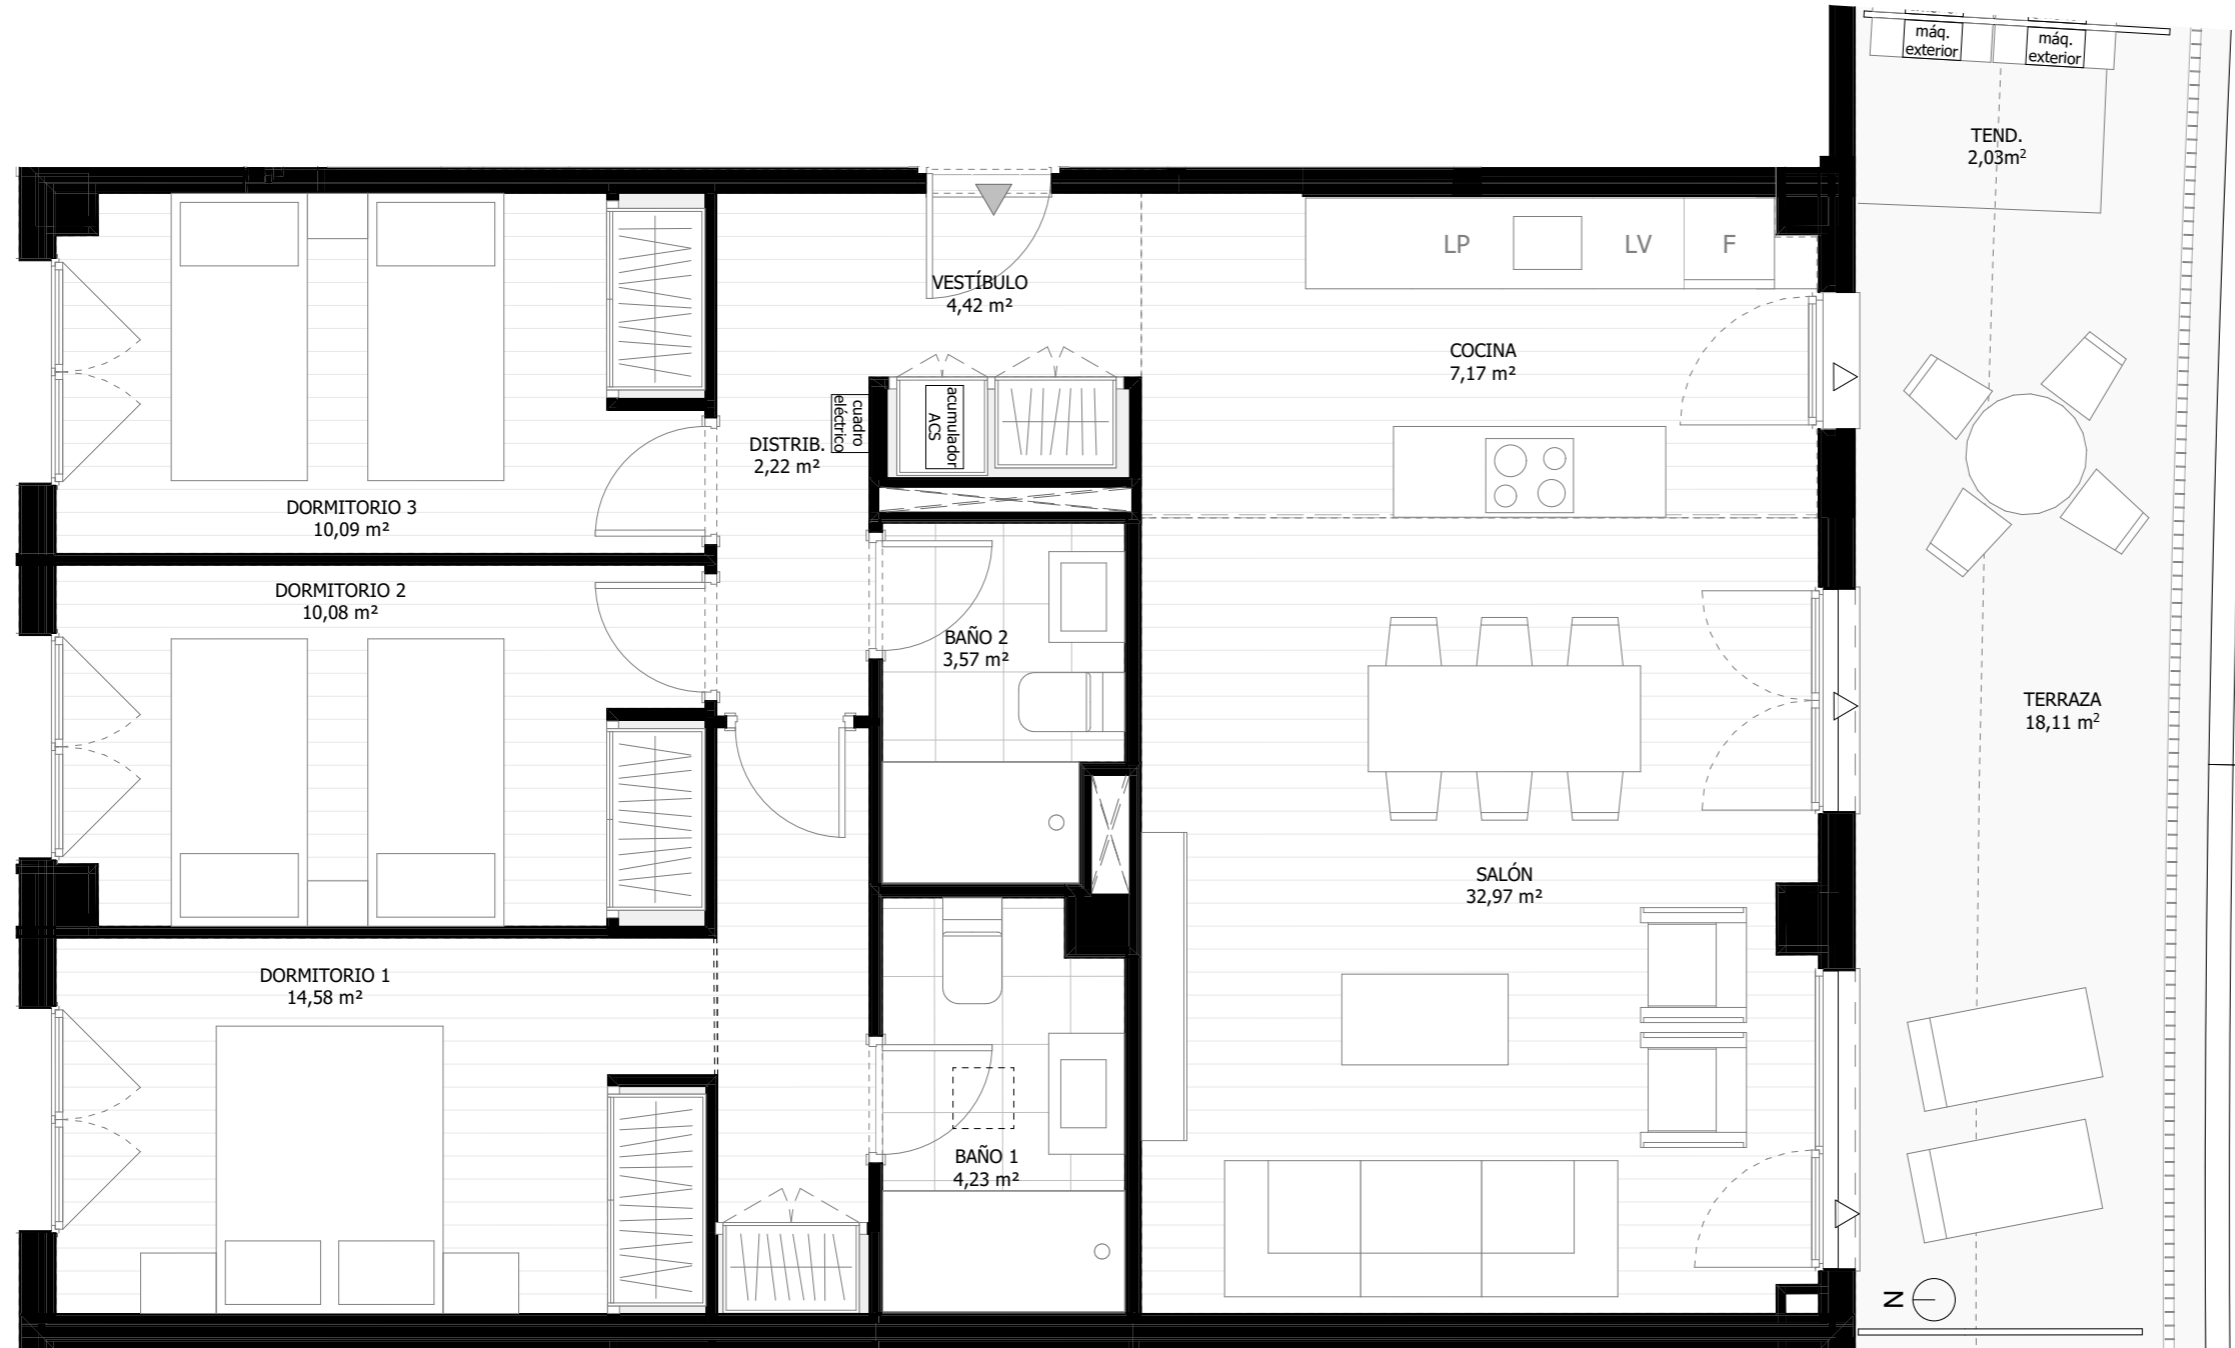 máq.
exterior
máq.
exterior
TEND.
2,03m²
LP
LV
F
VESTÍBULO
4,42 m²
COCINA
7,17 m²
acumulador
ACS
cuadro
eléctrico
DISTRIB.
2,22 m²
DORMITORIO 3
10,09 m²
DORMITORIO 2
10,08 m²
BAÑO 2
3,57 m²
TERRAZA
18,11 m²
SALÓN
32,97 m²
DORMITORIO 1
14,58 m²
BAÑO 1
4,23 m²
N